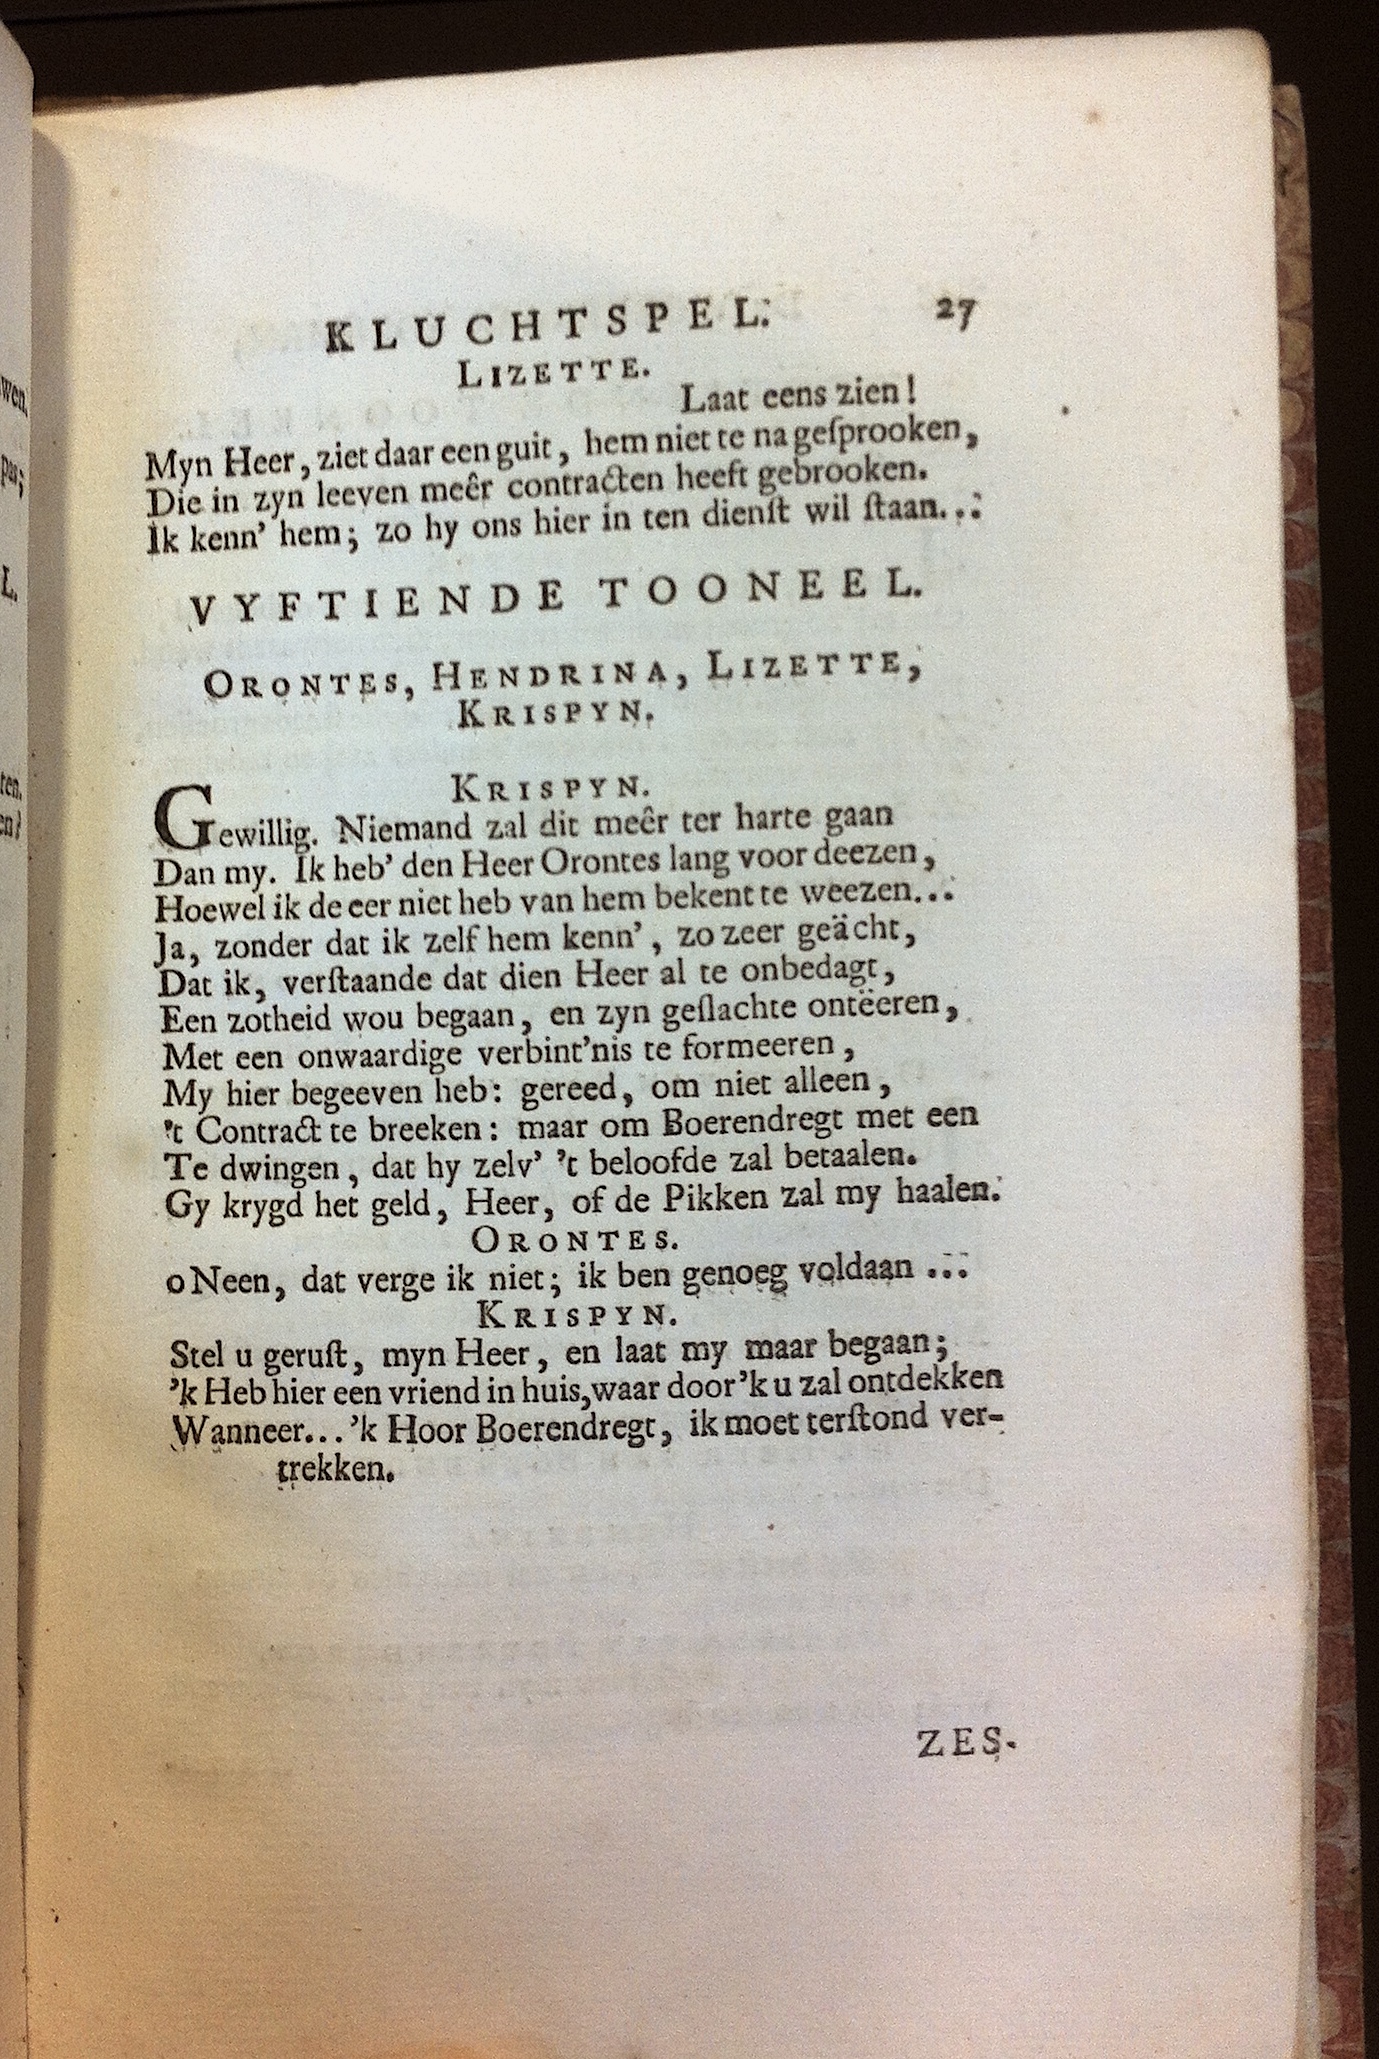 KLUCHTSPEL. 27
LIZETTE.
Laat eens zien!
Myn Heer, ziet daar een guit, hem niet te na geſprooken,
Die in zyn leeven meêr contracten heeft gebrooken.
Ik kenn' hem; zo hy ons hier in ten dienſt wil ſtaan...
VYFTIENDE TOONEEL.
ORONTES, HENDRINA, LIZETTE,
KRISPYN.
KRISPYN.
Gewillig. Niemand zal dit meêr ter harte gaan
Dan my. Ik heb' den Heer Orontes lang voor deezen,
Hoewel ik de eer niet heb van hem bekent te weezen...
Ja, zonder dat ik zelf hem kenn', zo zeer geächt,
Dat ik, verſtaande dat dien Heer al te onbedagt,
Een zotheid wou begaan, en zyn geſlachte ontëeren,
Met een onwaardige verbint'nis te formeeren,
My hier begeeven heb: gereed, om niet alleen,
't Contract te breeken: maar om Boerendregt met een
Te dwingen, dat hy zelv' 't beloofde zal betaalen.
Gy krygd het geld, Heer, of de Pikken zal my haalen.
ORONTES.
o Neen, dat verge ik niet; ik ben genoeg voldaan ...
KRISPYN.
Stel u geruſt, myn Heer, en laat my maar begaan;
'k Heb hier een vriend in huis, waar door 'k u zal ontdekken
Wanneer... 'k Hoor Boerendregt, ik moet terſtond ver-
trekken.
ZES-